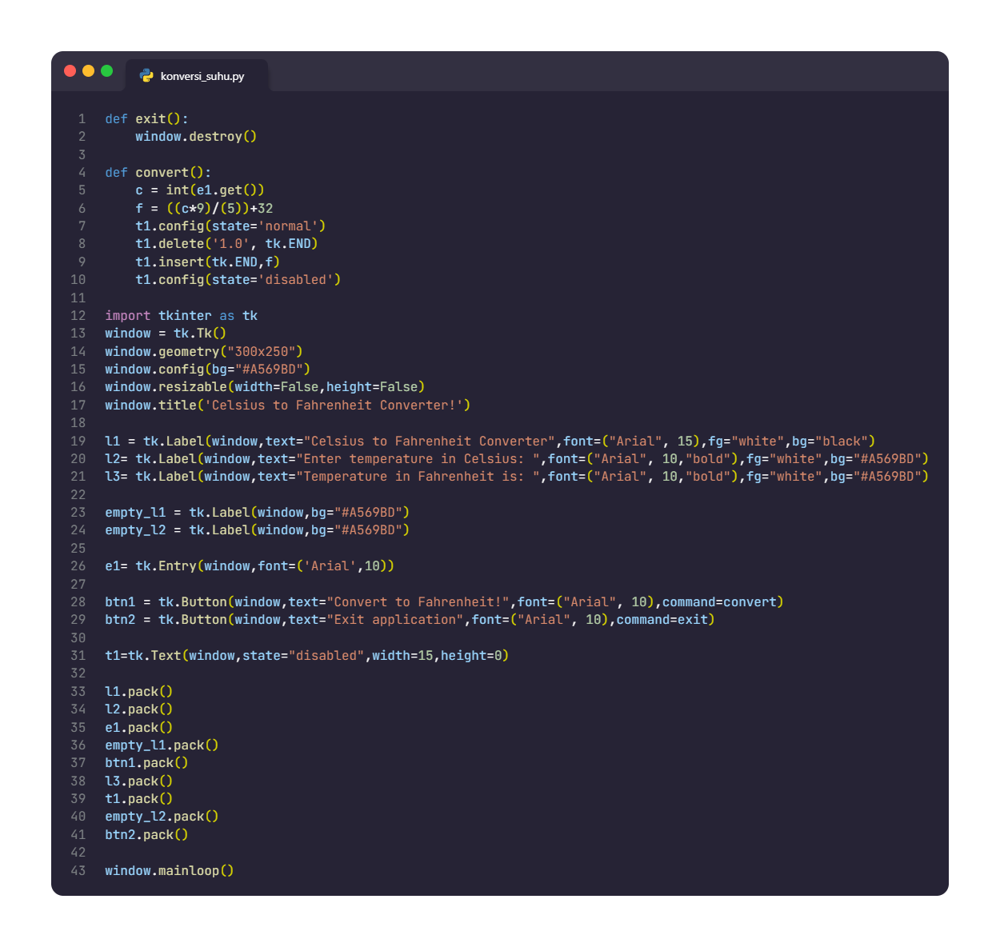 konversi_suhu.py
1 def exit():
2     window.destroy()
3
4 def convert():
5     c = int(e1.get())
6     f = ((c*9)/(5))+32
7     t1.config(state='normal')
8     t1.delete('1.0', tk.END)
9     t1.insert(tk.END,f)
10     t1.config(state='disabled')
11
12 import tkinter as tk
13 window = tk.Tk()
14 window.geometry("300x250")
15 window.config(bg="#A569BD")
16 window.resizable(width=False,height=False)
17 window.title('Celsius to Fahrenheit Converter!')
18
19 l1 = tk.Label(window,text="Celsius to Fahrenheit Converter",font=("Arial", 15),fg="white",bg="black")
20 l2= tk.Label(window,text="Enter temperature in Celsius: ",font=("Arial", 10,"bold"),fg="white",bg="#A569BD")
21 l3= tk.Label(window,text="Temperature in Fahrenheit is: ",font=("Arial", 10,"bold"),fg="white",bg="#A569BD")
22
23 empty_l1 = tk.Label(window,bg="#A569BD")
24 empty_l2 = tk.Label(window,bg="#A569BD")
25
26 e1= tk.Entry(window,font=('Arial',10))
27
28 btn1 = tk.Button(window,text="Convert to Fahrenheit!",font=("Arial", 10),command=convert)
29 btn2 = tk.Button(window,text="Exit application",font=("Arial", 10),command=exit)
30
31 t1=tk.Text(window,state="disabled",width=15,height=0)
32
33 l1.pack()
34 l2.pack()
35 e1.pack()
36 empty_l1.pack()
37 btn1.pack()
38 l3.pack()
39 t1.pack()
40 empty_l2.pack()
41 btn2.pack()
42
43 window.mainloop()